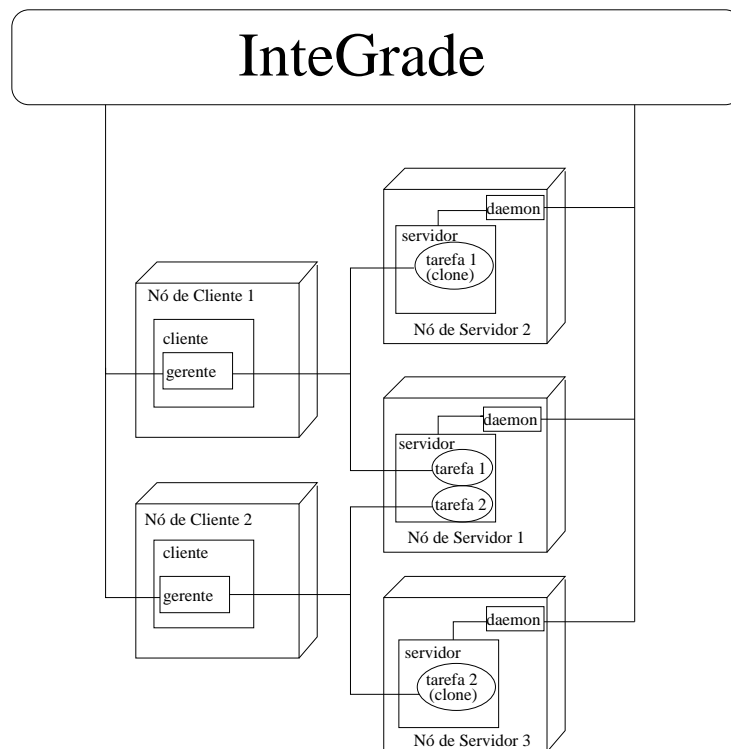 InteGrade
daemon
servidor
tarefa 1
(clone)
Nó de Servidor 2
Nó de Cliente 1
cliente
gerente
daemon
servidor
tarefa 1
tarefa 2
Nó de Servidor 1
Nó de Cliente 2
cliente
gerente
daemon
servidor
tarefa 2
(clone)
Nó de Servidor 3